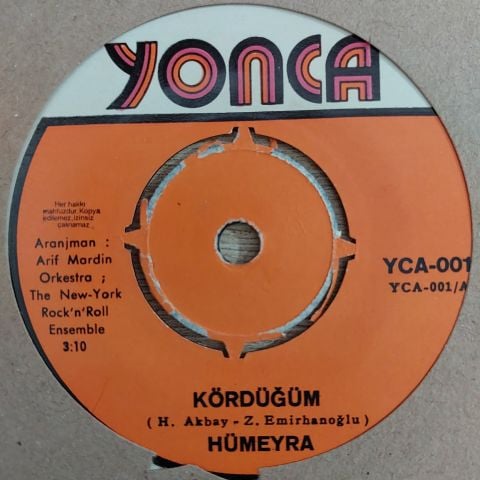 YONCA
Her hakkı
mahfuzdur. Kopya
edilemez, izinsiz
çalınamaz.
Aranjman :
Arif Mardin
Orkestra ;
The New-York
Rock'n'Roll
Ensemble
3:10
YCA-001
YCA-001/A
KÖRDÜĞÜM
( H. Akbay - Z. Emirhanoğlu )
HÜMEYRA